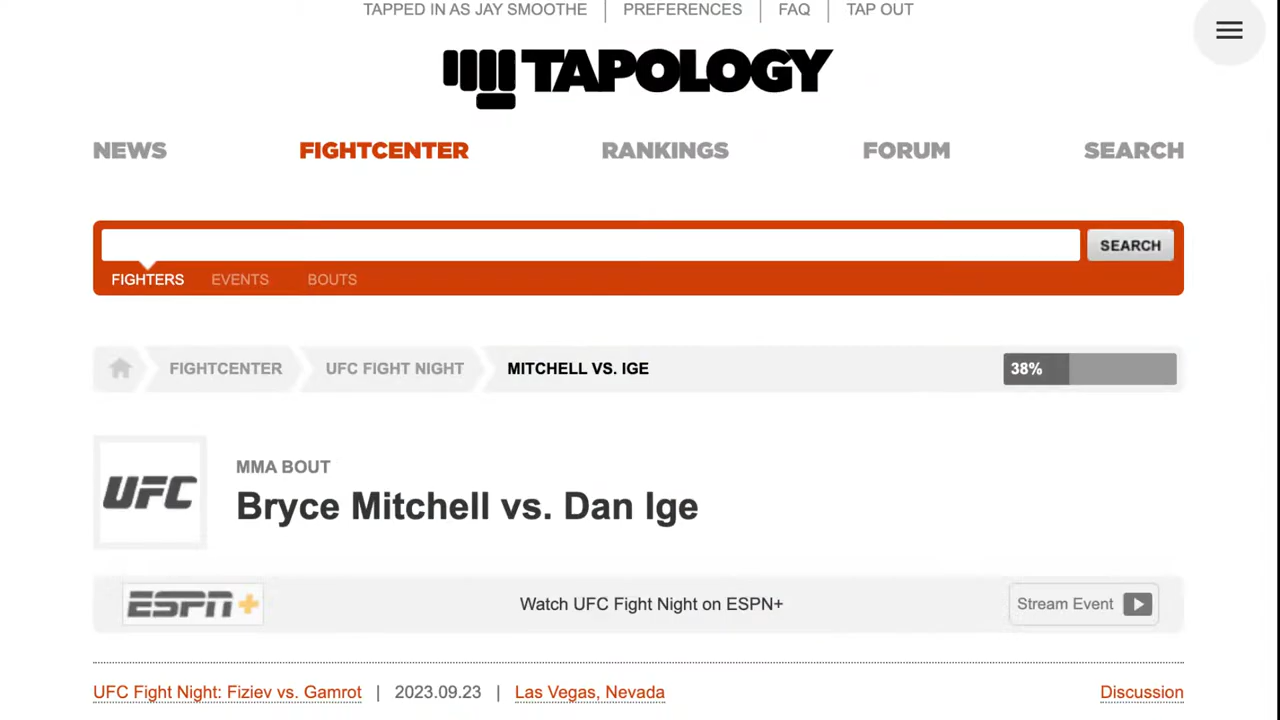 TAPPED IN AS JAY SMOOTHE | PREFERENCES | FAQ | TAP OUT
TAPOLOGY
NEWS FIGHTCENTER RANKINGS FORUM SEARCH
SEARCH
FIGHTERS EVENTS BOUTS
FIGHTCENTER UFC FIGHT NIGHT MITCHELL VS. IGE 38%
UFC
MMA BOUT
Bryce Mitchell vs. Dan Ige
ESPN+ Watch UFC Fight Night on ESPN+ Stream Event
UFC Fight Night: Fiziev vs. Gamrot | 2023.09.23 | Las Vegas, Nevada Discussion